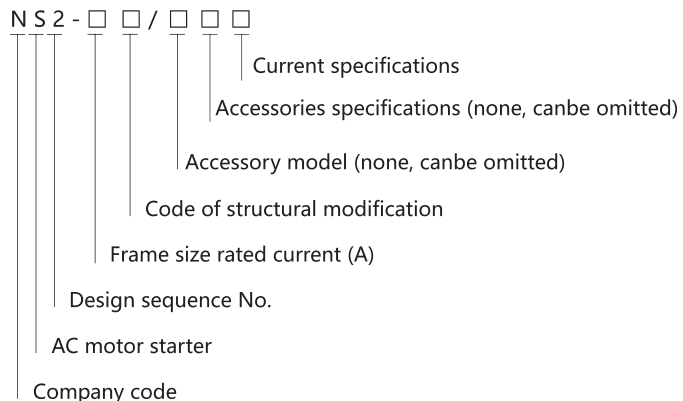 NS2-□□/□□□
Current specifications
Accessories specifications (none, canbe omitted)
Accessory model (none, canbe omitted)
Code of structural modification
Frame size rated current (A)
Design sequence No.
AC motor starter
Company code